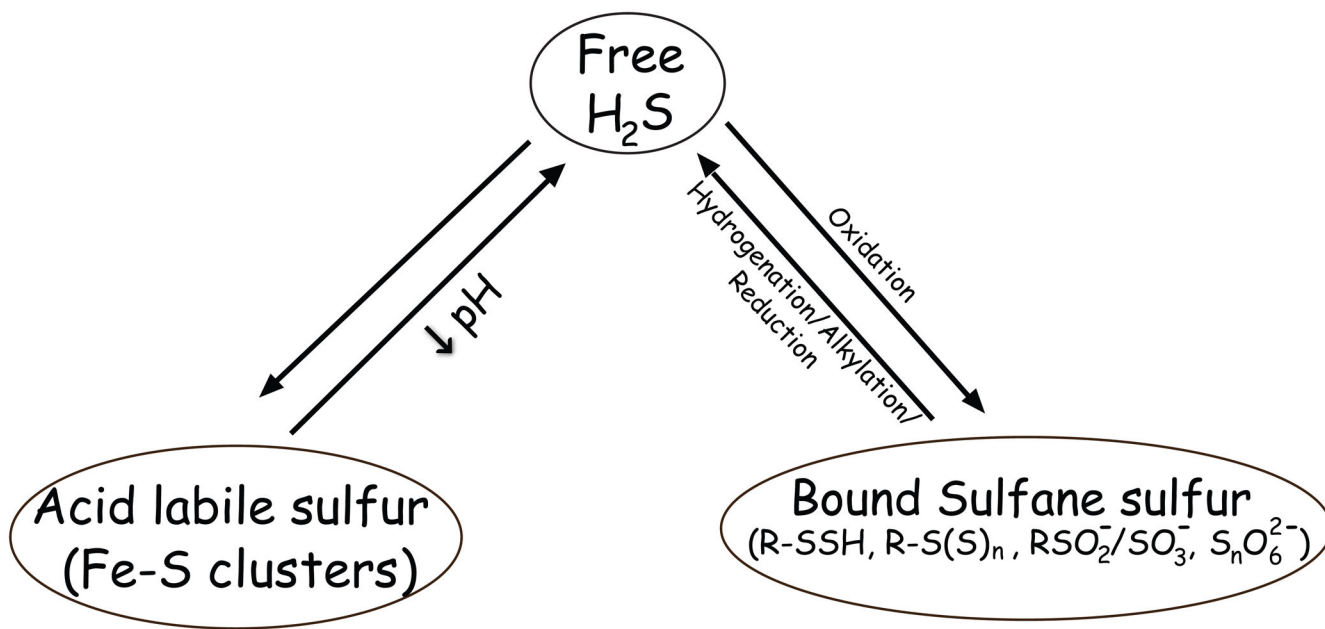 Free
H₂S
↓ pH
Hydrogenation/Alkylation/
Reduction
Oxidation
Acid labile sulfur
(Fe-S clusters)
Bound Sulfane sulfur
(R-SSH, R-S(S)ₙ, RSO₂⁻/SO₃⁻, SₙO₆²⁻)